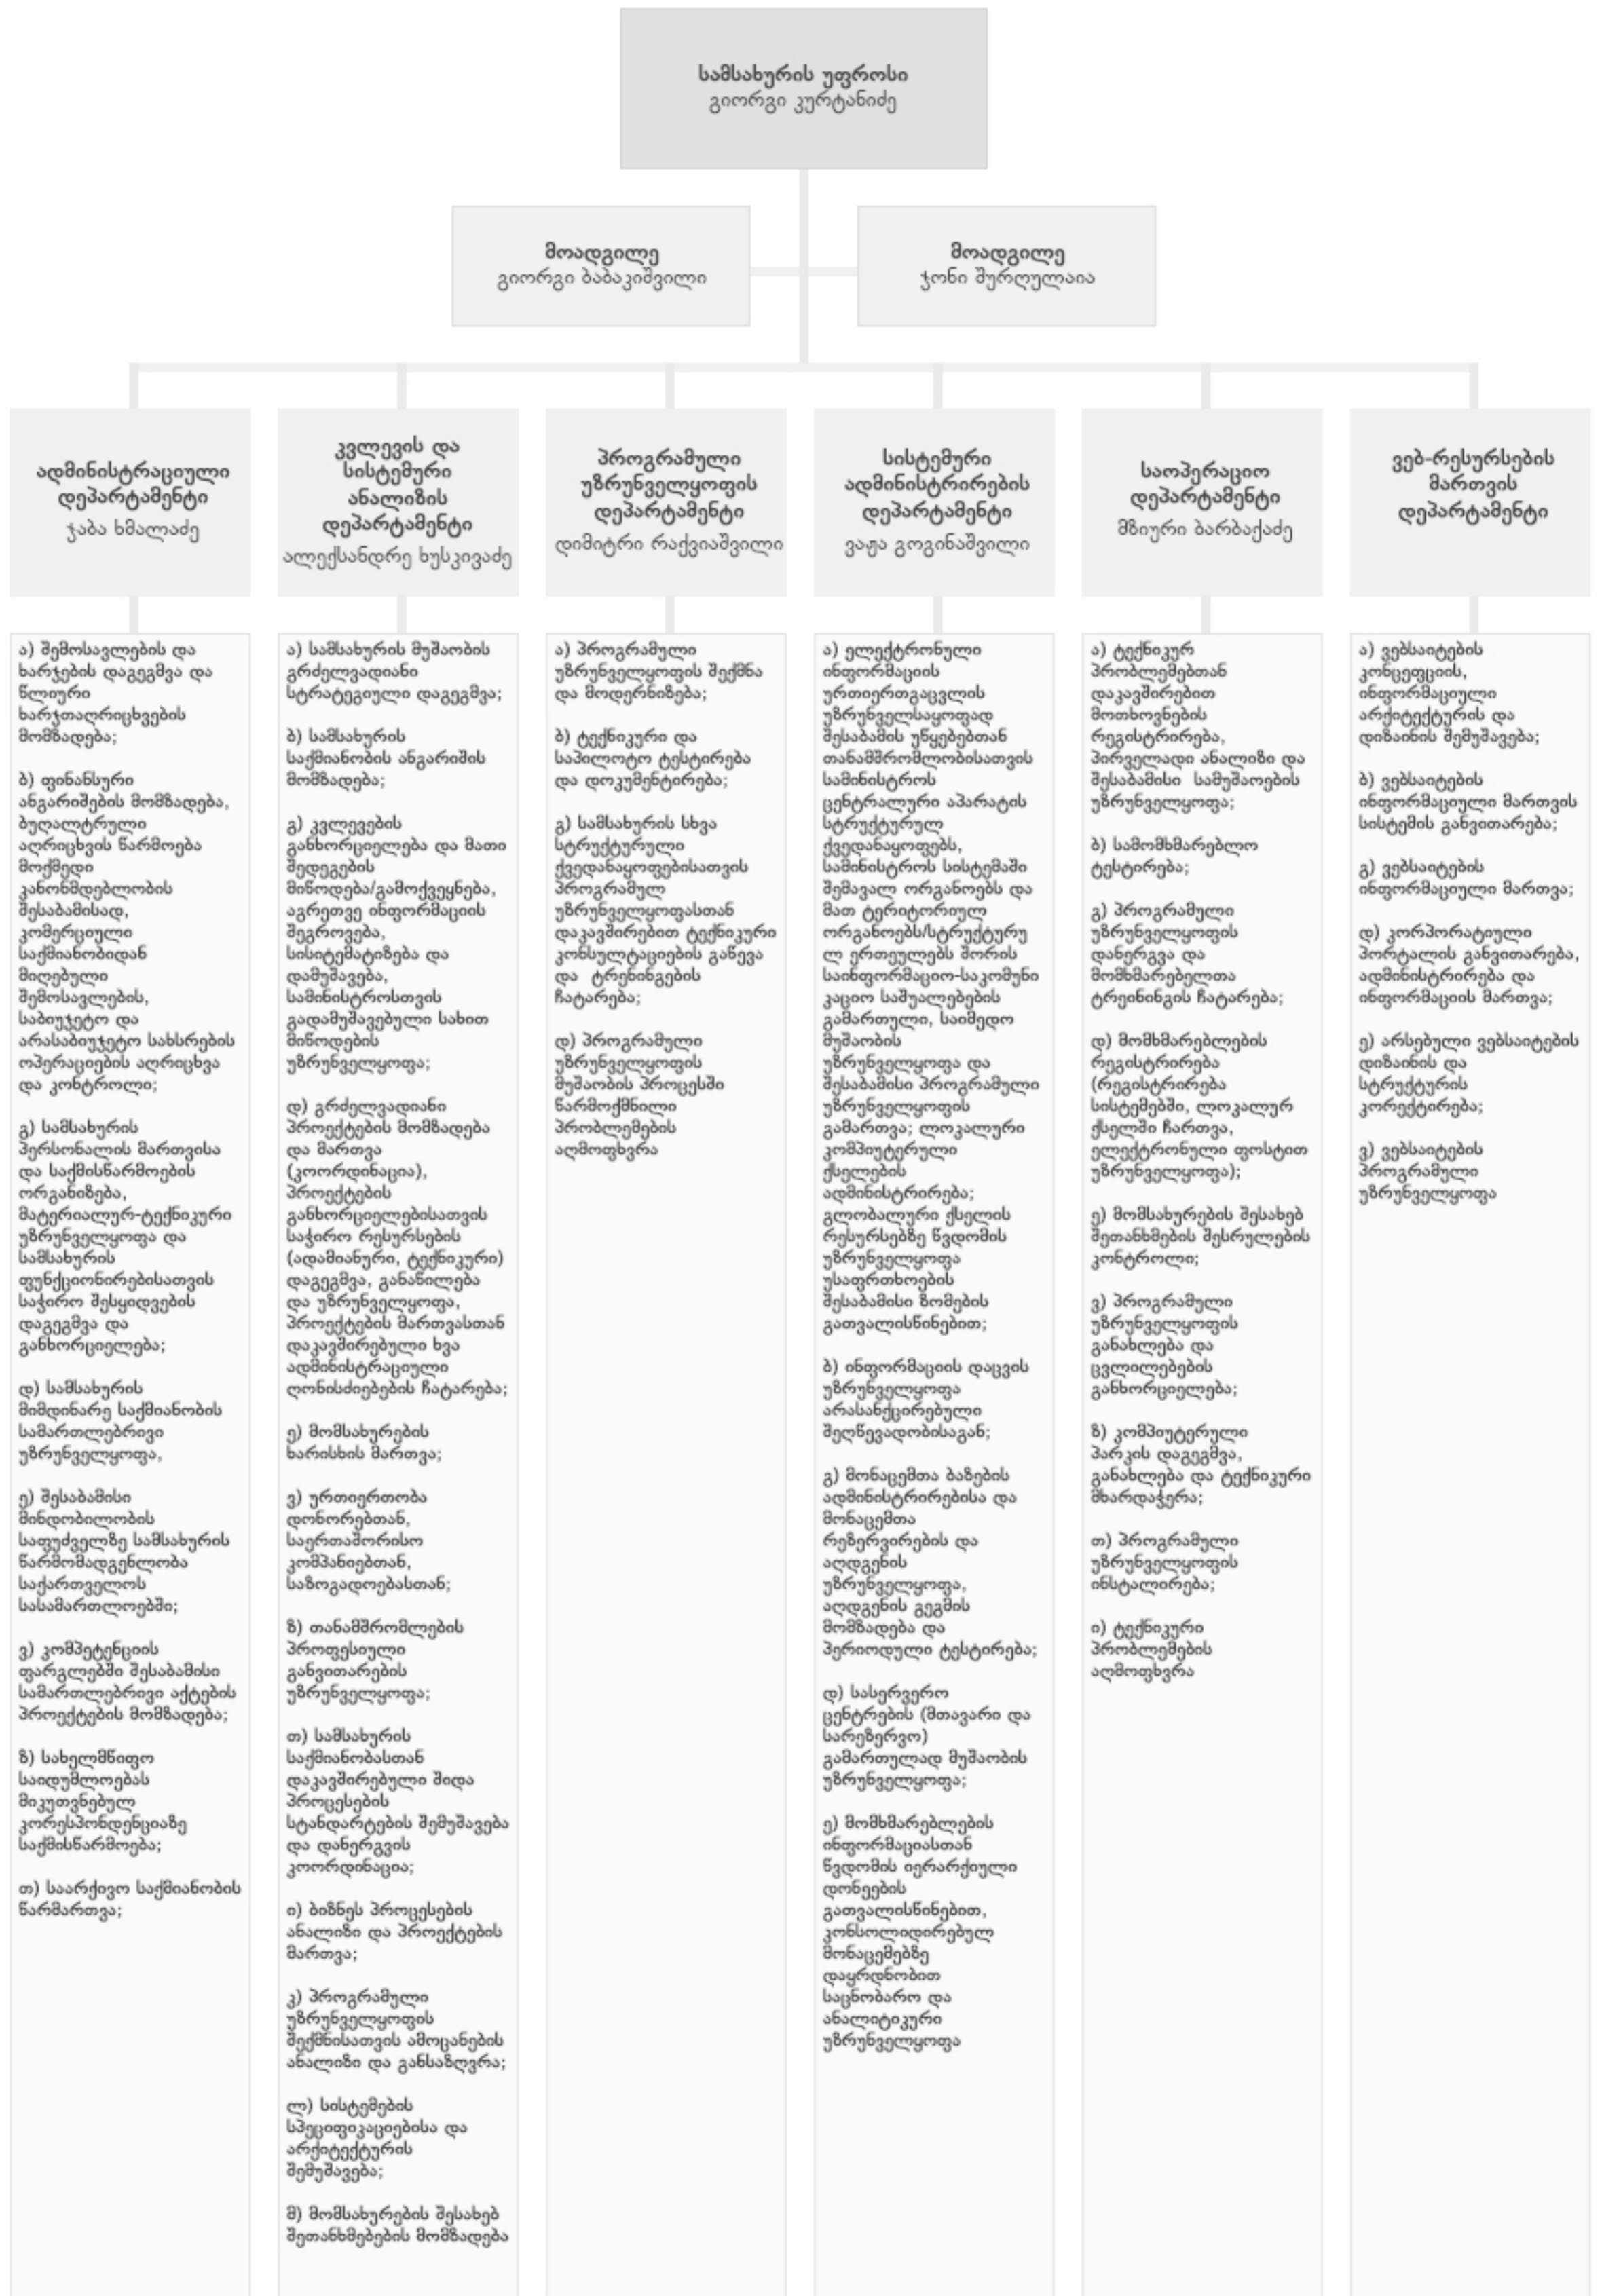 სამსახურის უფროსი
გიორგი კურტანიძე
მოადგილე
გიორგი ბაბაკიშვილი
მოადგილე
ჯონი შურღულაია
ადმინისტრაციული
დეპარტამენტი
ჯაბა ხმალაძე
კვლევის და
სისტემური
ანალიზის
დეპარტამენტი
ალექსანდრე ხუსკივაძე
პროგრამული
უზრუნველყოფის
დეპარტამენტი
დიმიტრი რაქვიაშვილი
სისტემური
ადმინისტრირების
დეპარტამენტი
ვაჟა გოგინაშვილი
საოპერაციო
დეპარტამენტი
მზიური ბარბაქაძე
ვებ-რესურსების
მართვის
დეპარტამენტი
ა) შემოსავლების და
ხარჯების დაგეგმვა და
წლიური
ხარჯთაღრიცხვების
მომზადება;
ბ) ფინანსური
ანგარიშების მომზადება,
ბუღალტრული
აღრიცხვის წარმოება
მოქმედი
კანონმდებლობის
შესაბამისად,
კომერციული
საქმიანობიდან
მიღებული
შემოსავლების,
საბიუჯეტო და
არასაბიუჯეტო სახსრების
ოპერაციების აღრიცხვა
და კონტროლი;
გ) სამსახურის
პერსონალის მართვისა
და საქმისწარმოების
ორგანიზება,
მატერიალურ-ტექნიკური
უზრუნველყოფა და
სამსახურის
ფუნქციონირებისათვის
საჭირო შესყიდვების
დაგეგმვა და
განხორციელება;
დ) სამსახურის
მიმდინარე საქმიანობის
სამართლებრივი
უზრუნველყოფა,
ე) შესაბამისი
მინდობილობის
საფუძველზე სამსახურის
წარმომადგენლობა
საქართველოს
სასამართლოებში;
ვ) კომპეტენციის
ფარგლებში შესაბამისი
სამართლებრივი აქტების
პროექტების მომზადება;
ზ) სახელმწიფო
საიდუმლოებას
მიკუთვნებულ
კორესპონდენციაზე
საქმისწარმოება;
თ) საარქივო საქმიანობის
წარმართვა;
ა) სამსახურის მუშაობის
გრძელვადიანი
სტრატეგიული დაგეგმვა;
ბ) სამსახურის
საქმიანობის ანგარიშის
მომზადება;
გ) კვლევების
განხორციელება და მათი
შედეგების
მიწოდება/გამოქვეყნება,
აგრეთვე ინფორმაციის
შეგროვება,
სისიტემატიზება და
დამუშავება,
სამინისტროსთვის
გადამუშავებული სახით
მიწოდების
უზრუნველყოფა;
დ) გრძელვადიანი
პროექტების მომზადება
და მართვა
(კოორდინაცია),
პროექტების
განხორციელებისათვის
საჭირო რესურსების
(ადამიანური, ტექნიკური)
დაგეგმვა, განაწილება
და უზრუნველყოფა,
პროექტების მართვასთან
დაკავშირებული ხვა
ადმინისტრაციული
ღონისძიებების ჩატარება;
ე) მომსახურების
ხარისხის მართვა;
ვ) ურთიერთობა
დონორებთან,
საერთაშორისო
კომპანიებთან,
საზოგადოებასთან;
ზ) თანამშრომლების
პროფესიული
განვითარების
უზრუნველყოფა;
თ) სამსახურის
საქმიანობასთან
დაკავშირებული შიდა
პროცესების
სტანდარტების შემუშავება
და დანერგვის
კოორდინაცია;
ი) ბიზნეს პროცესების
ანალიზი და პროექტების
მართვა;
კ) პროგრამული
უზრუნველყოფის
შექმნისათვის ამოცანების
ანალიზი და განსაზღვრა;
ლ) სისტემების
სპეციფიკაციებისა და
არქიტექტურის
შემუშავება;
მ) მომსახურების შესახებ
შეთანხმებების მომზადება
ა) პროგრამული
უზრუნველყოფის შექმნა
და მოდერნიზება;
ბ) ტექნიკური და
საპილოტო ტესტირება
და დოკუმენტირება;
გ) სამსახურის სხვა
სტრუქტურული
ქვედანაყოფებისათვის
პროგრამულ
უზრუნველყოფასთან
დაკავშირებით ტექნიკური
კონსულტაციების გაწევა
და ტრენინგების
ჩატარება;
დ) პროგრამული
უზრუნველყოფის
მუშაობის პროცესში
წარმოქმნილი
პრობლემების
აღმოფხვრა
ა) ელექტრონული
ინფორმაციის
ურთიერთგაცვლის
უზრუნველსაყოფად
შესაბამის უწყებებთან
თანამშრომლობისათვის
სამინისტროს
ცენტრალური აპარატის
სტრუქტურულ
ქვედანაყოფებს,
სამინისტროს სისტემაში
შემავალ ორგანოებს და
მათ ტერიტორიულ
ორგანოებს/სტრუქტურუ
ლ ერთეულებს შორის
საინფორმაციო-საკომუნი
კაციო საშუალებების
გამართული, საიმედო
მუშაობის
უზრუნველყოფა და
შესაბამისი პროგრამული
უზრუნველყოფის
გამართვა; ლოკალური
კომპიუტერული
ქსელების
ადმინისტრირება;
გლობალური ქსელის
რესურსებზე წვდომის
უზრუნველყოფა
უსაფრთხოების
შესაბამისი ზომების
გათვალისწინებით;
ბ) ინფორმაციის დაცვის
უზრუნველყოფა
არასანქცირებული
შეღწევადობისაგან;
გ) მონაცემთა ბაზების
ადმინისტრირებისა და
მონაცემთა
რეზერვირების და
აღდგენის
უზრუნველყოფა,
აღდგენის გეგმის
მომზადება და
პერიოდული ტესტირება;
დ) სასერვერო
ცენტრების (მთავარი და
სარეზერვო)
გამართულად მუშაობის
უზრუნველყოფა;
ე) მომხმარებლების
ინფორმაციასთან
წვდომის იერარქიული
დონეების
გათვალისწინებით,
კონსოლიდირებულ
მონაცემებზე
დაყრდნობით
საცნობარო და
ანალიტიკური
უზრუნველყოფა
ა) ტექნიკურ
პრობლემებთან
დაკავშირებით
მოთხოვნების
რეგისტრირება,
პირველადი ანალიზი და
შესაბამისი სამუშაოების
უზრუნველყოფა;
ბ) სამომხმარებლო
ტესტირება;
გ) პროგრამული
უზრუნველყოფის
დანერგვა და
მომხმარებელთა
ტრეინინგის ჩატარება;
დ) მომხმარებლების
რეგისტრირება
(რეგისტრირება
სისტემებში, ლოკალურ
ქსელში ჩართვა,
ელექტრონული ფოსტით
უზრუნველყოფა);
ე) მომსახურების შესახებ
შეთანხმების შესრულების
კონტროლი;
ვ) პროგრამული
უზრუნველყოფის
განახლება და
ცვლილებების
განხორციელება;
ზ) კომპიუტერული
პარკის დაგეგმვა,
განახლება და ტექნიკური
მხარდაჭერა;
თ) პროგრამული
უზრუნველყოფის
ინსტალირება;
ი) ტექნიკური
პრობლემების
აღმოფხვრა
ა) ვებსაიტების
კონცეფციის,
ინფორმაციული
არქიტექტურის და
დიზაინის შემუშავება;
ბ) ვებსაიტების
ინფორმაციული მართვის
სისტემის განვითარება;
გ) ვებსაიტების
ინფორმაციული მართვა;
დ) კორპორატიული
პორტალის განვითარება,
ადმინისტრირება და
ინფორმაციის მართვა;
ე) არსებული ვებსაიტების
დიზაინის და
სტრუქტურის
კორექტირება;
ვ) ვებსაიტების
პროგრამული
უზრუნველყოფა